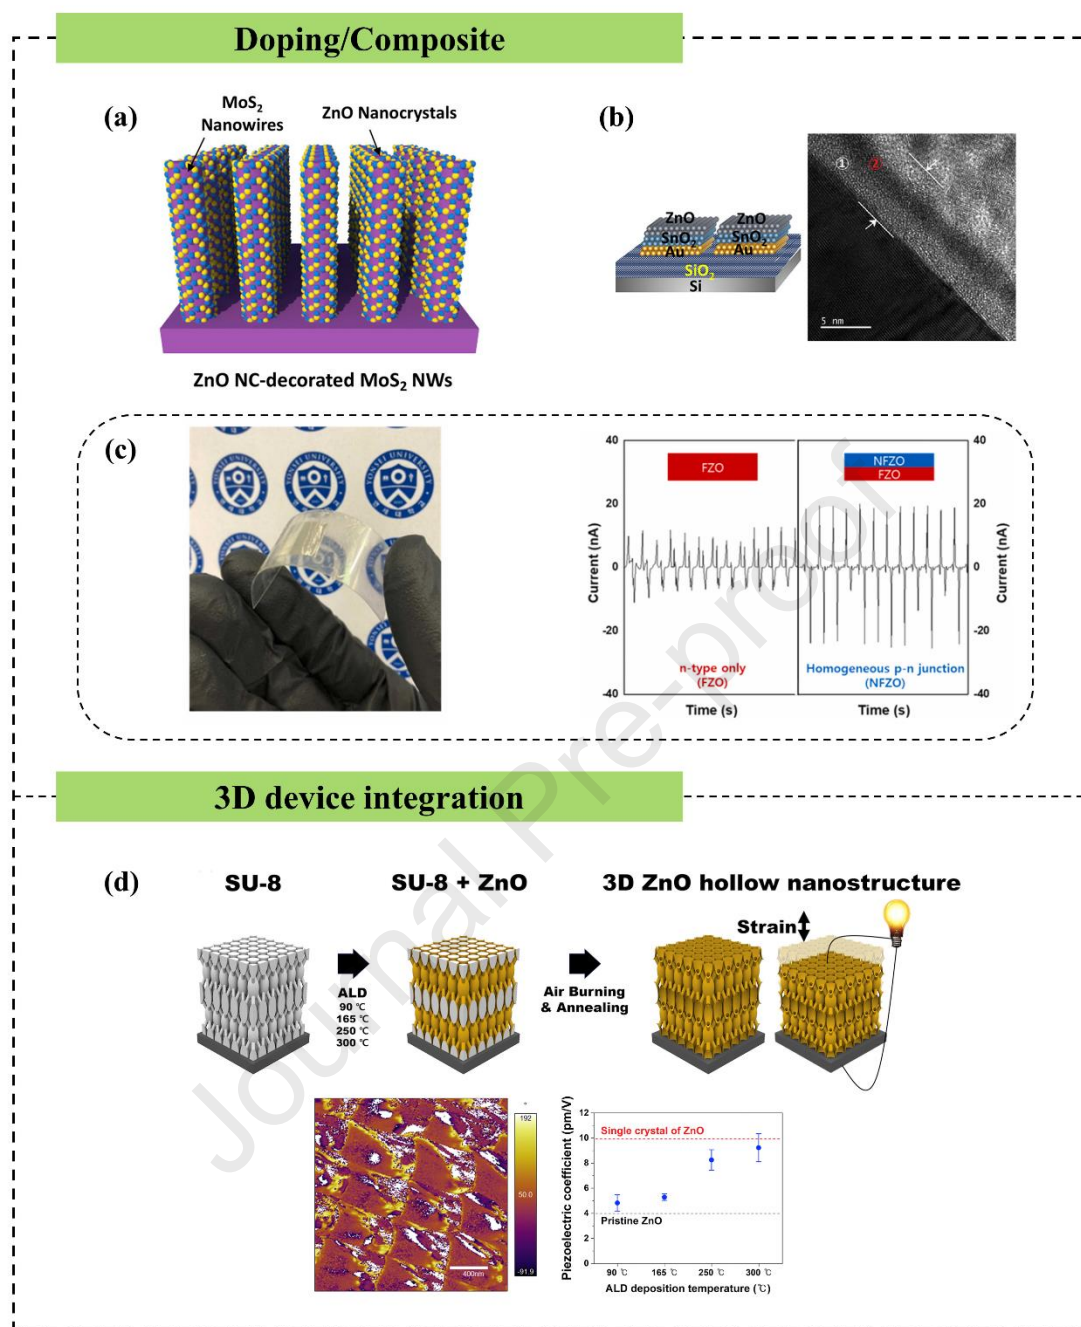 Doping/Composite
(a)
MoS₂
Nanowires
ZnO Nanocrystals
ZnO NC-decorated MoS₂ NWs
(b)
ZnO
ZnO
SnO₂
SnO₂
Au
Au
SiO₂
Si
①
②
5 nm
(c)
YONSEI UNIVERSITY
40
20
0
-20
-40
Current (nA)
FZO
n-type only
(FZO)
Time (s)
NFZO
FZO
Homogeneous p-n junction
(NFZO)
Time (s)
40
20
0
-20
-40
Current (nA)
3D device integration
(d)
SU-8
ALD
90 ℃
165 ℃
250 ℃
300 ℃
SU-8 + ZnO
Air Burning
& Annealing
3D ZnO hollow nanostructure
Strain
400nm
°
192
50.0
-91.9
Piezoelectric coefficient (pm/V)
12
10
8
6
4
2
0
Single crystal of ZnO
Pristine ZnO
90 ℃
165 ℃
250 ℃
300 ℃
ALD deposition temperature (℃)
Journal Pre-proof